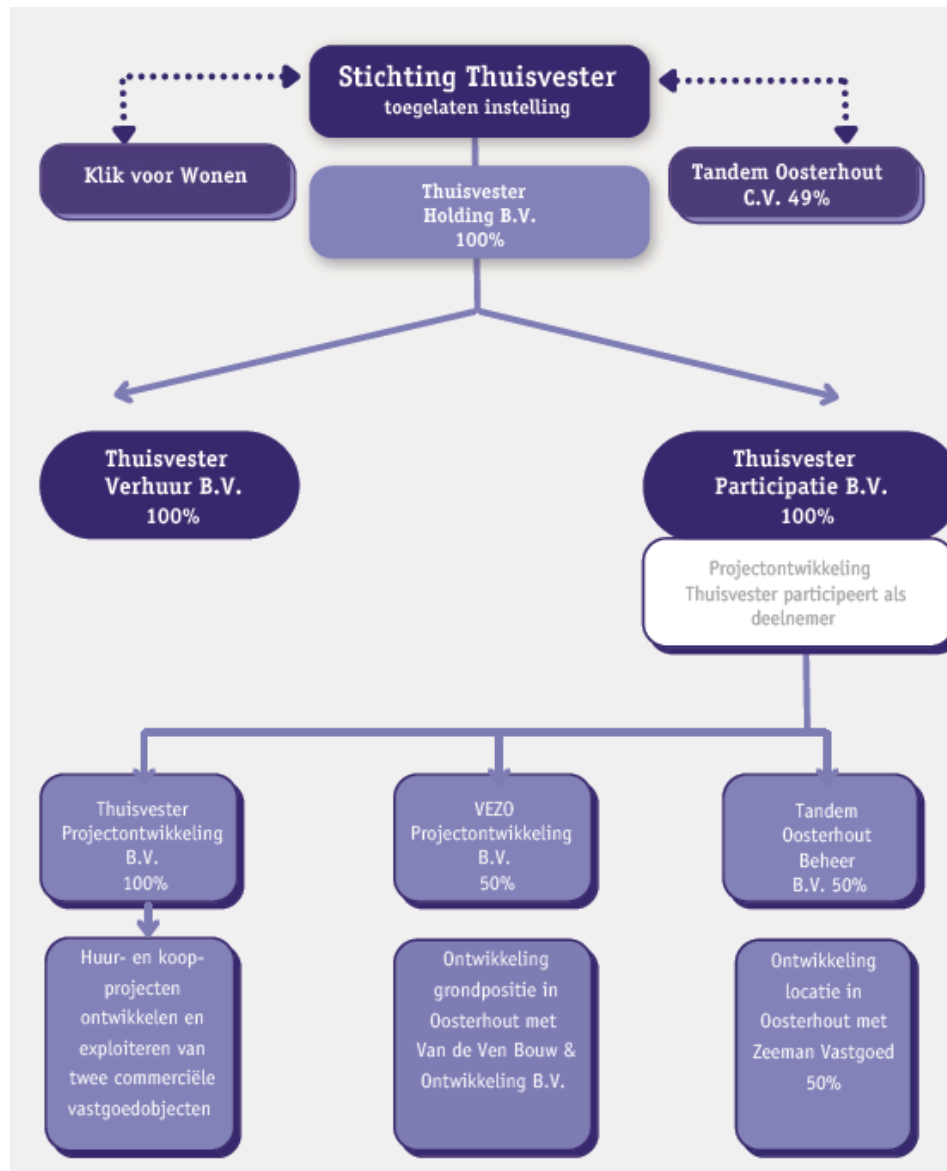 Stichting Thuisvester
toegelaten instelling
Klik voor Wonen
Thuisvester
Holding B.V.
100%
Tandem Oosterhout
C.V. 49%
Thuisvester
Verhuur B.V.
100%
Thuisvester
Participatie B.V.
100%
Projectontwikkeling
Thuisvester participeert als
deelnemer
Thuisvester
Projectontwikkeling
B.V.
100%
VEZO
Projectontwikkeling
B.V.
50%
Tandem
Oosterhout
Beheer
B.V. 50%
Huur- en koop-
projecten
ontwikkelen en
exploiteren van
twee commerciële
vastgoedobjecten
Ontwikkeling
grondpositie in
Oosterhout met
Van de Ven Bouw &
Ontwikkeling B.V.
Ontwikkeling
locatie in
Oosterhout met
Zeeman Vastgoed
50%